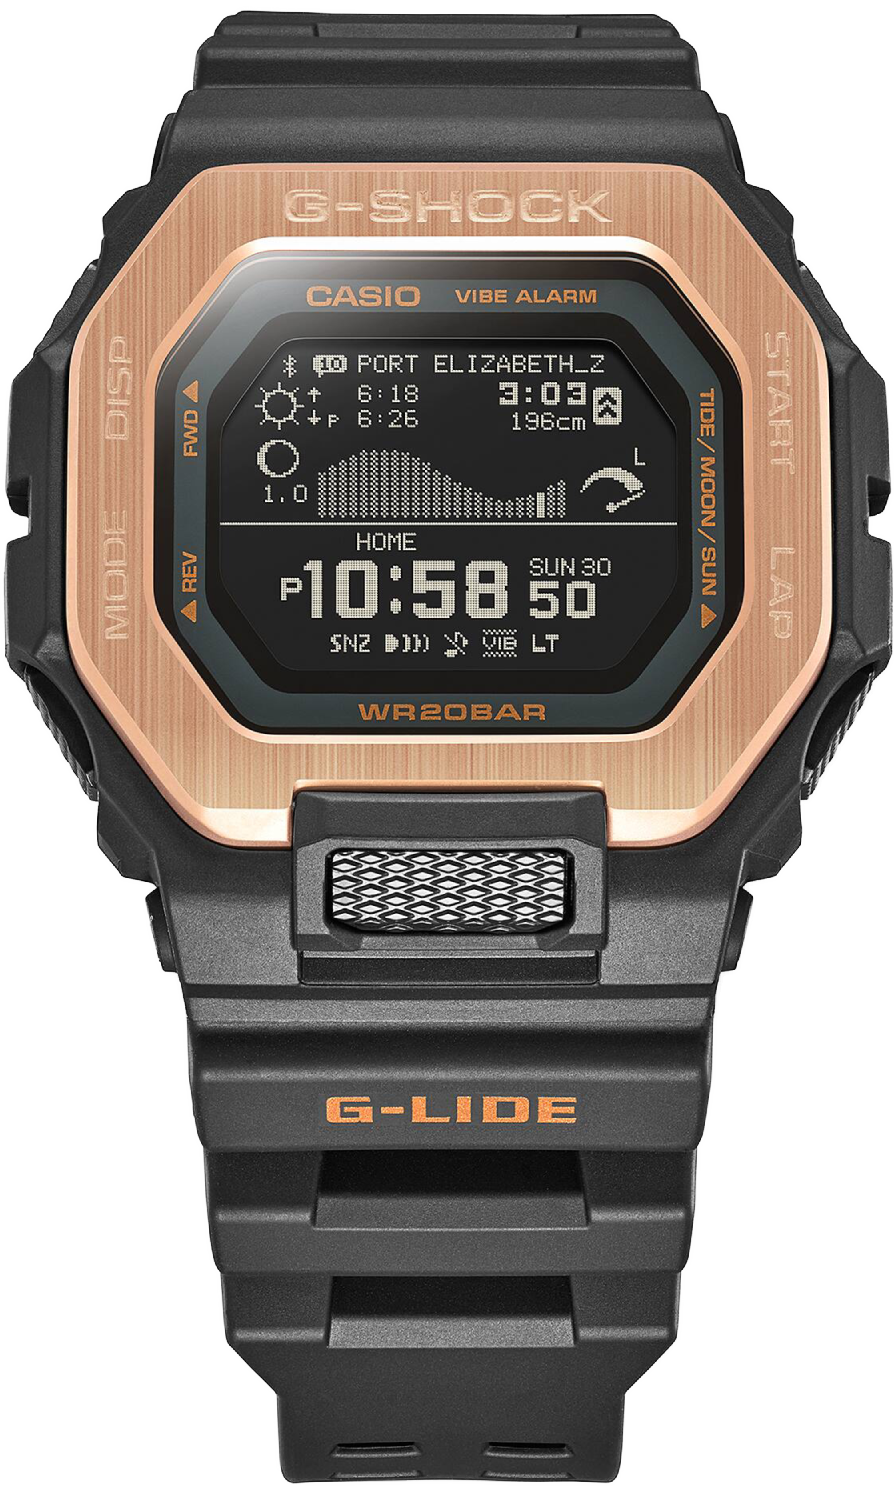 G-SHOCK
CASIO VIBE ALARM
PORT ELIZABETH_Z
6:18 3:03
P 6:26 196cm
1.0 L
HOME
P 10:58 50 SUN 30
SNZ VIB LT
DISP
MODE
FWD
REV
START
LAP
TIDE/MOON/SUN
WR20BAR
G-LIDE